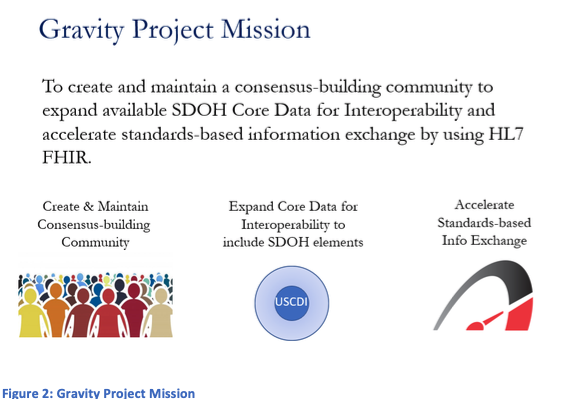 Gravity Project Mission
To create and maintain a consensus-building community to
expand available SDOH Core Data for Interoperability and
accelerate standards-based information exchange by using HL7
FHIR.
Create & Maintain
Consensus-building
Community
Expand Core Data for
Interoperability to
include SDOH elements
Accelerate
Standards-based
Info Exchange
USCDI
Figure 2: Gravity Project Mission